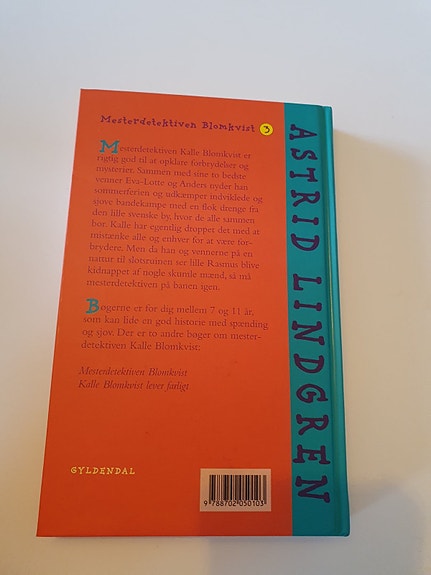 Mesterdetektiven Blomkvist 3
Mesterdetektiven Kalle Blomkvist er
rigtig god til at opklare forbrydelser og
mysterier. Sammen med sine to bedste
venner Eva-Lotte og Anders nyder han
sommerferien og udkæmper indviklede og
sjove bandekampe med en flok drenge fra
den lille svenske by, hvor de alle sammen
bor. Kalle har egentlig droppet det med at
mistænke alle og enhver for at være for-
brydere. Men da han og vennerne på en
nattur til slotsruinen ser lille Rasmus blive
kidnappet af nogle skumle mænd, så må
mesterdetektiven på banen igen.
Bøgerne er for dig mellem 7 og 11 år,
som kan lide en god historie med spænding
og sjov. Der er to andre bøger om mester-
detektiven Kalle Blomkvist:
Mesterdetektiven Blomkvist
Kalle Blomkvist lever farligt
GYLDENDAL
9 788702 050103
ASTRID LINDGREN